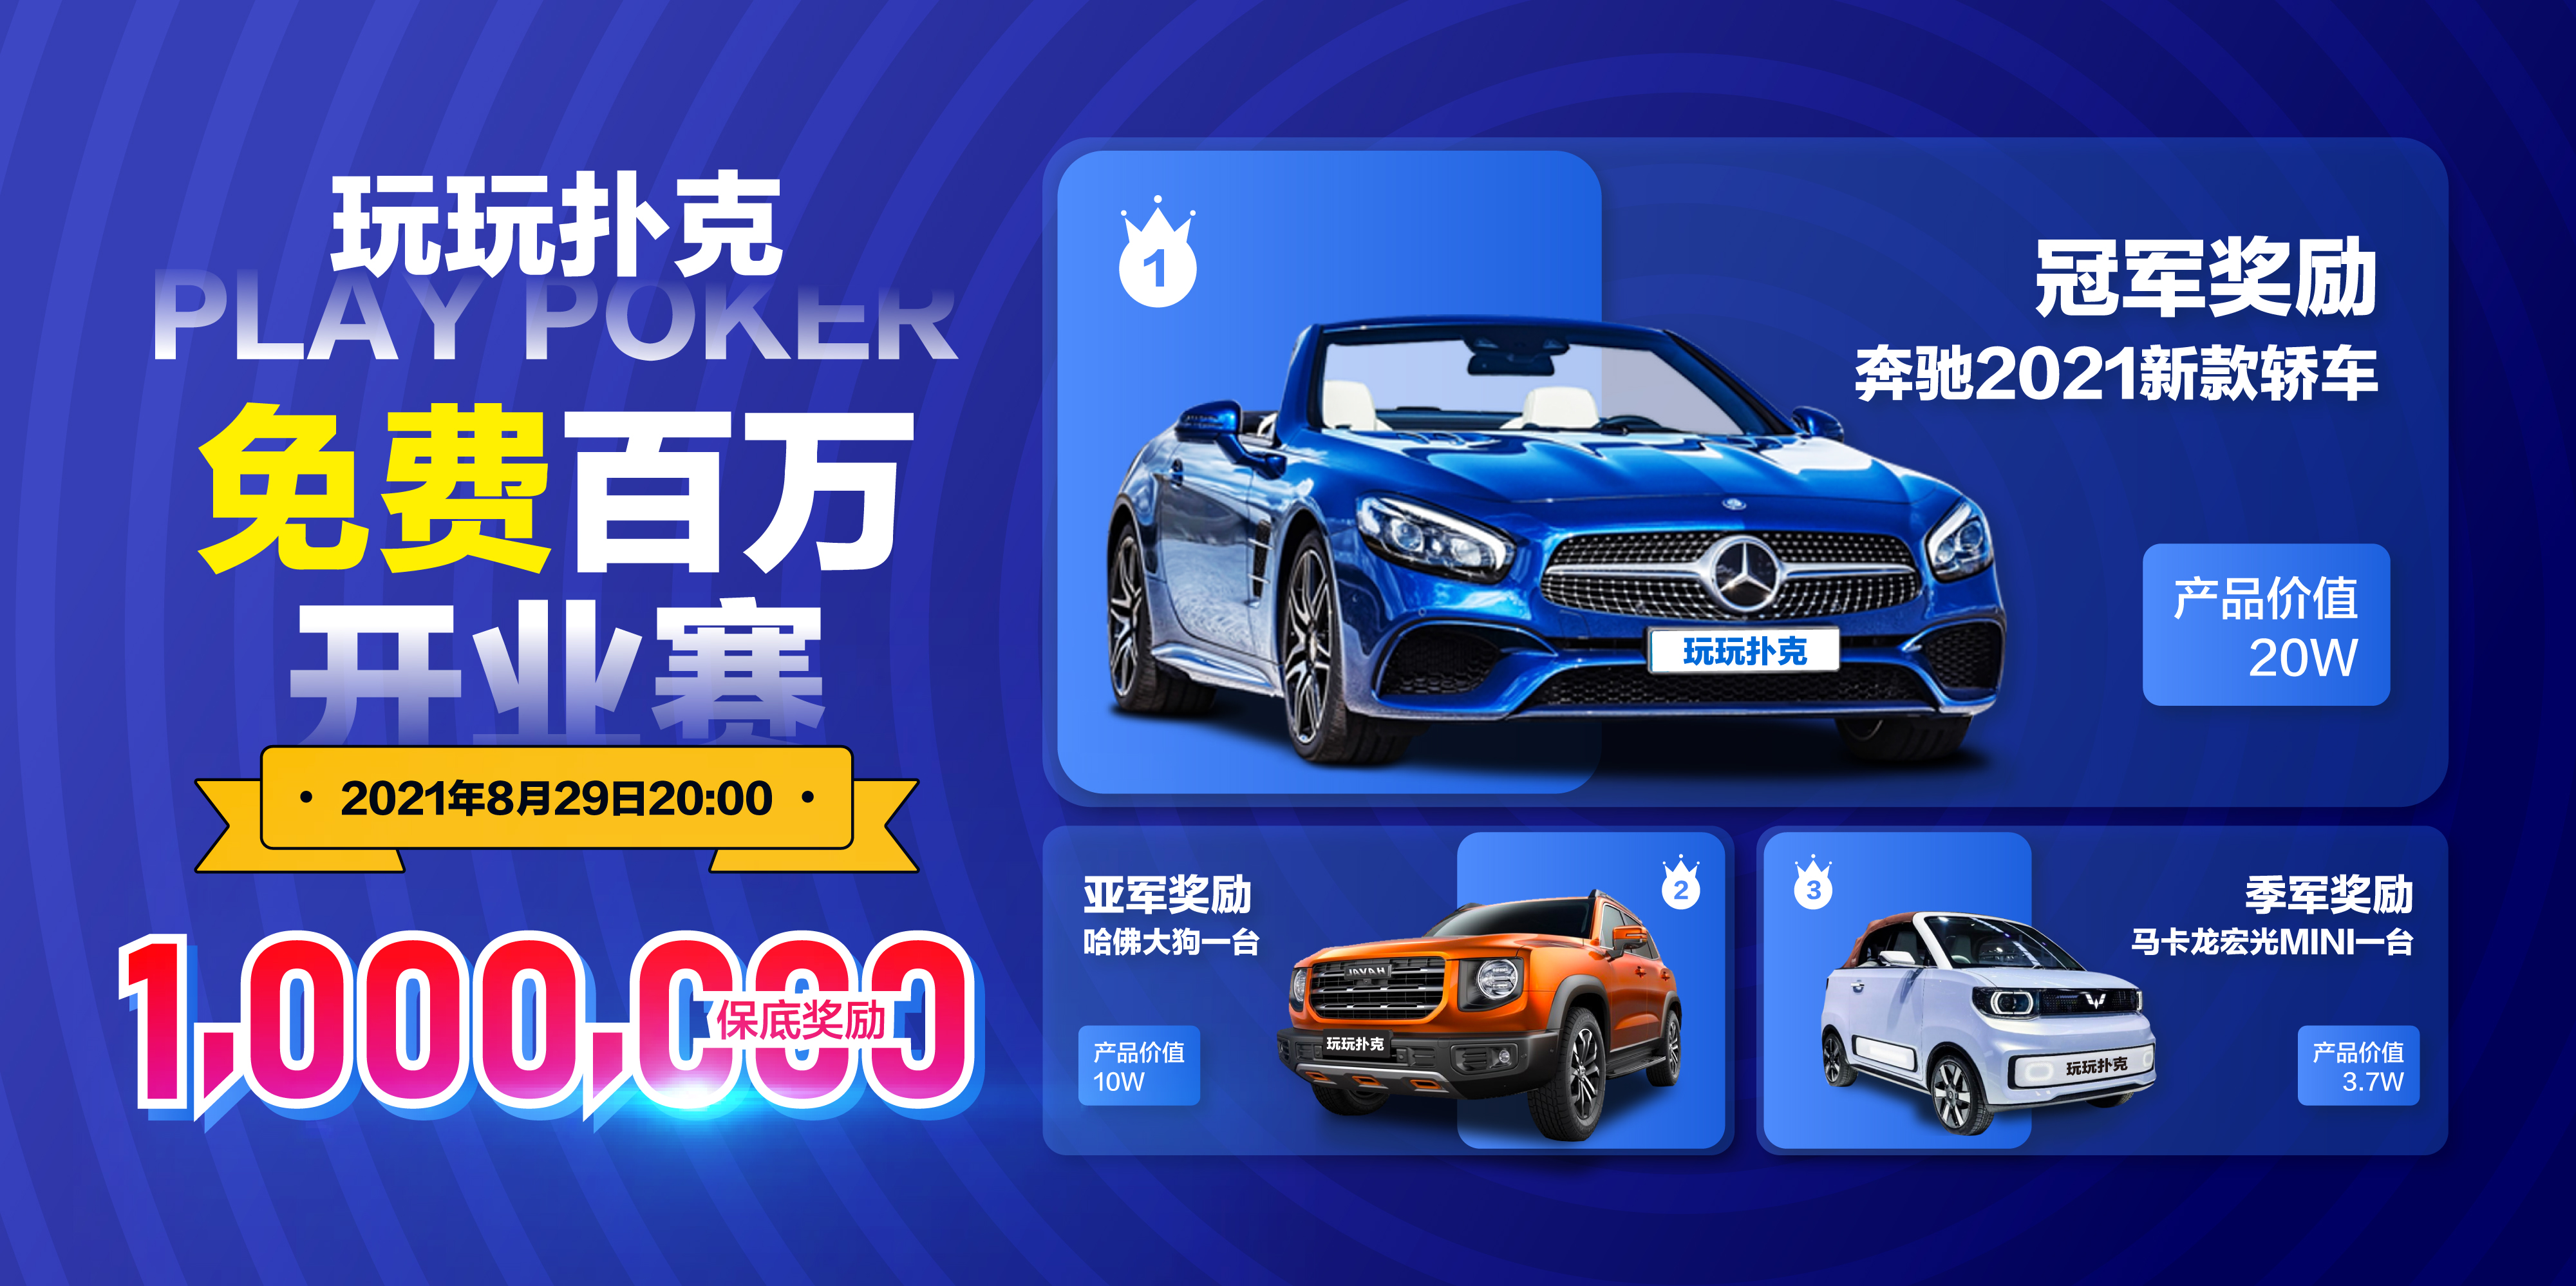 玩玩扑克
PLAY POKER
免费百万
开业赛
• 2021年8月29日20:00 •
1,000,000
保底奖励
1
冠军奖励
奔驰2021新款轿车
玩玩扑克
产品价值
20W
亚军奖励
哈佛大狗一台
2
HAVAL
玩玩扑克
产品价值
10W
3
季军奖励
马卡龙宏光MINI一台
玩玩扑克
产品价值
3.7W